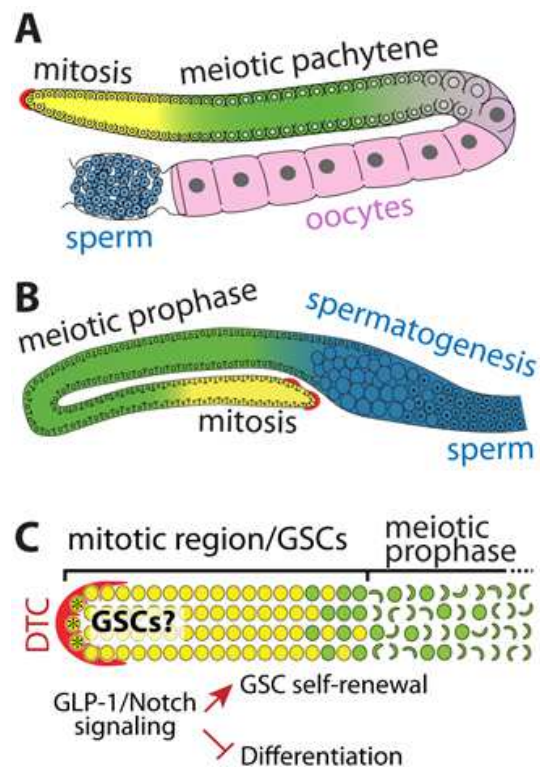 A
mitosis
meiotic pachytene
sperm
oocytes
B
meiotic prophase
spermatogenesis
mitosis
sperm
C
mitotic region/GSCs
meiotic
prophase
DTC
GSCs?
GLP-1/Notch
signaling
GSC self-renewal
Differentiation